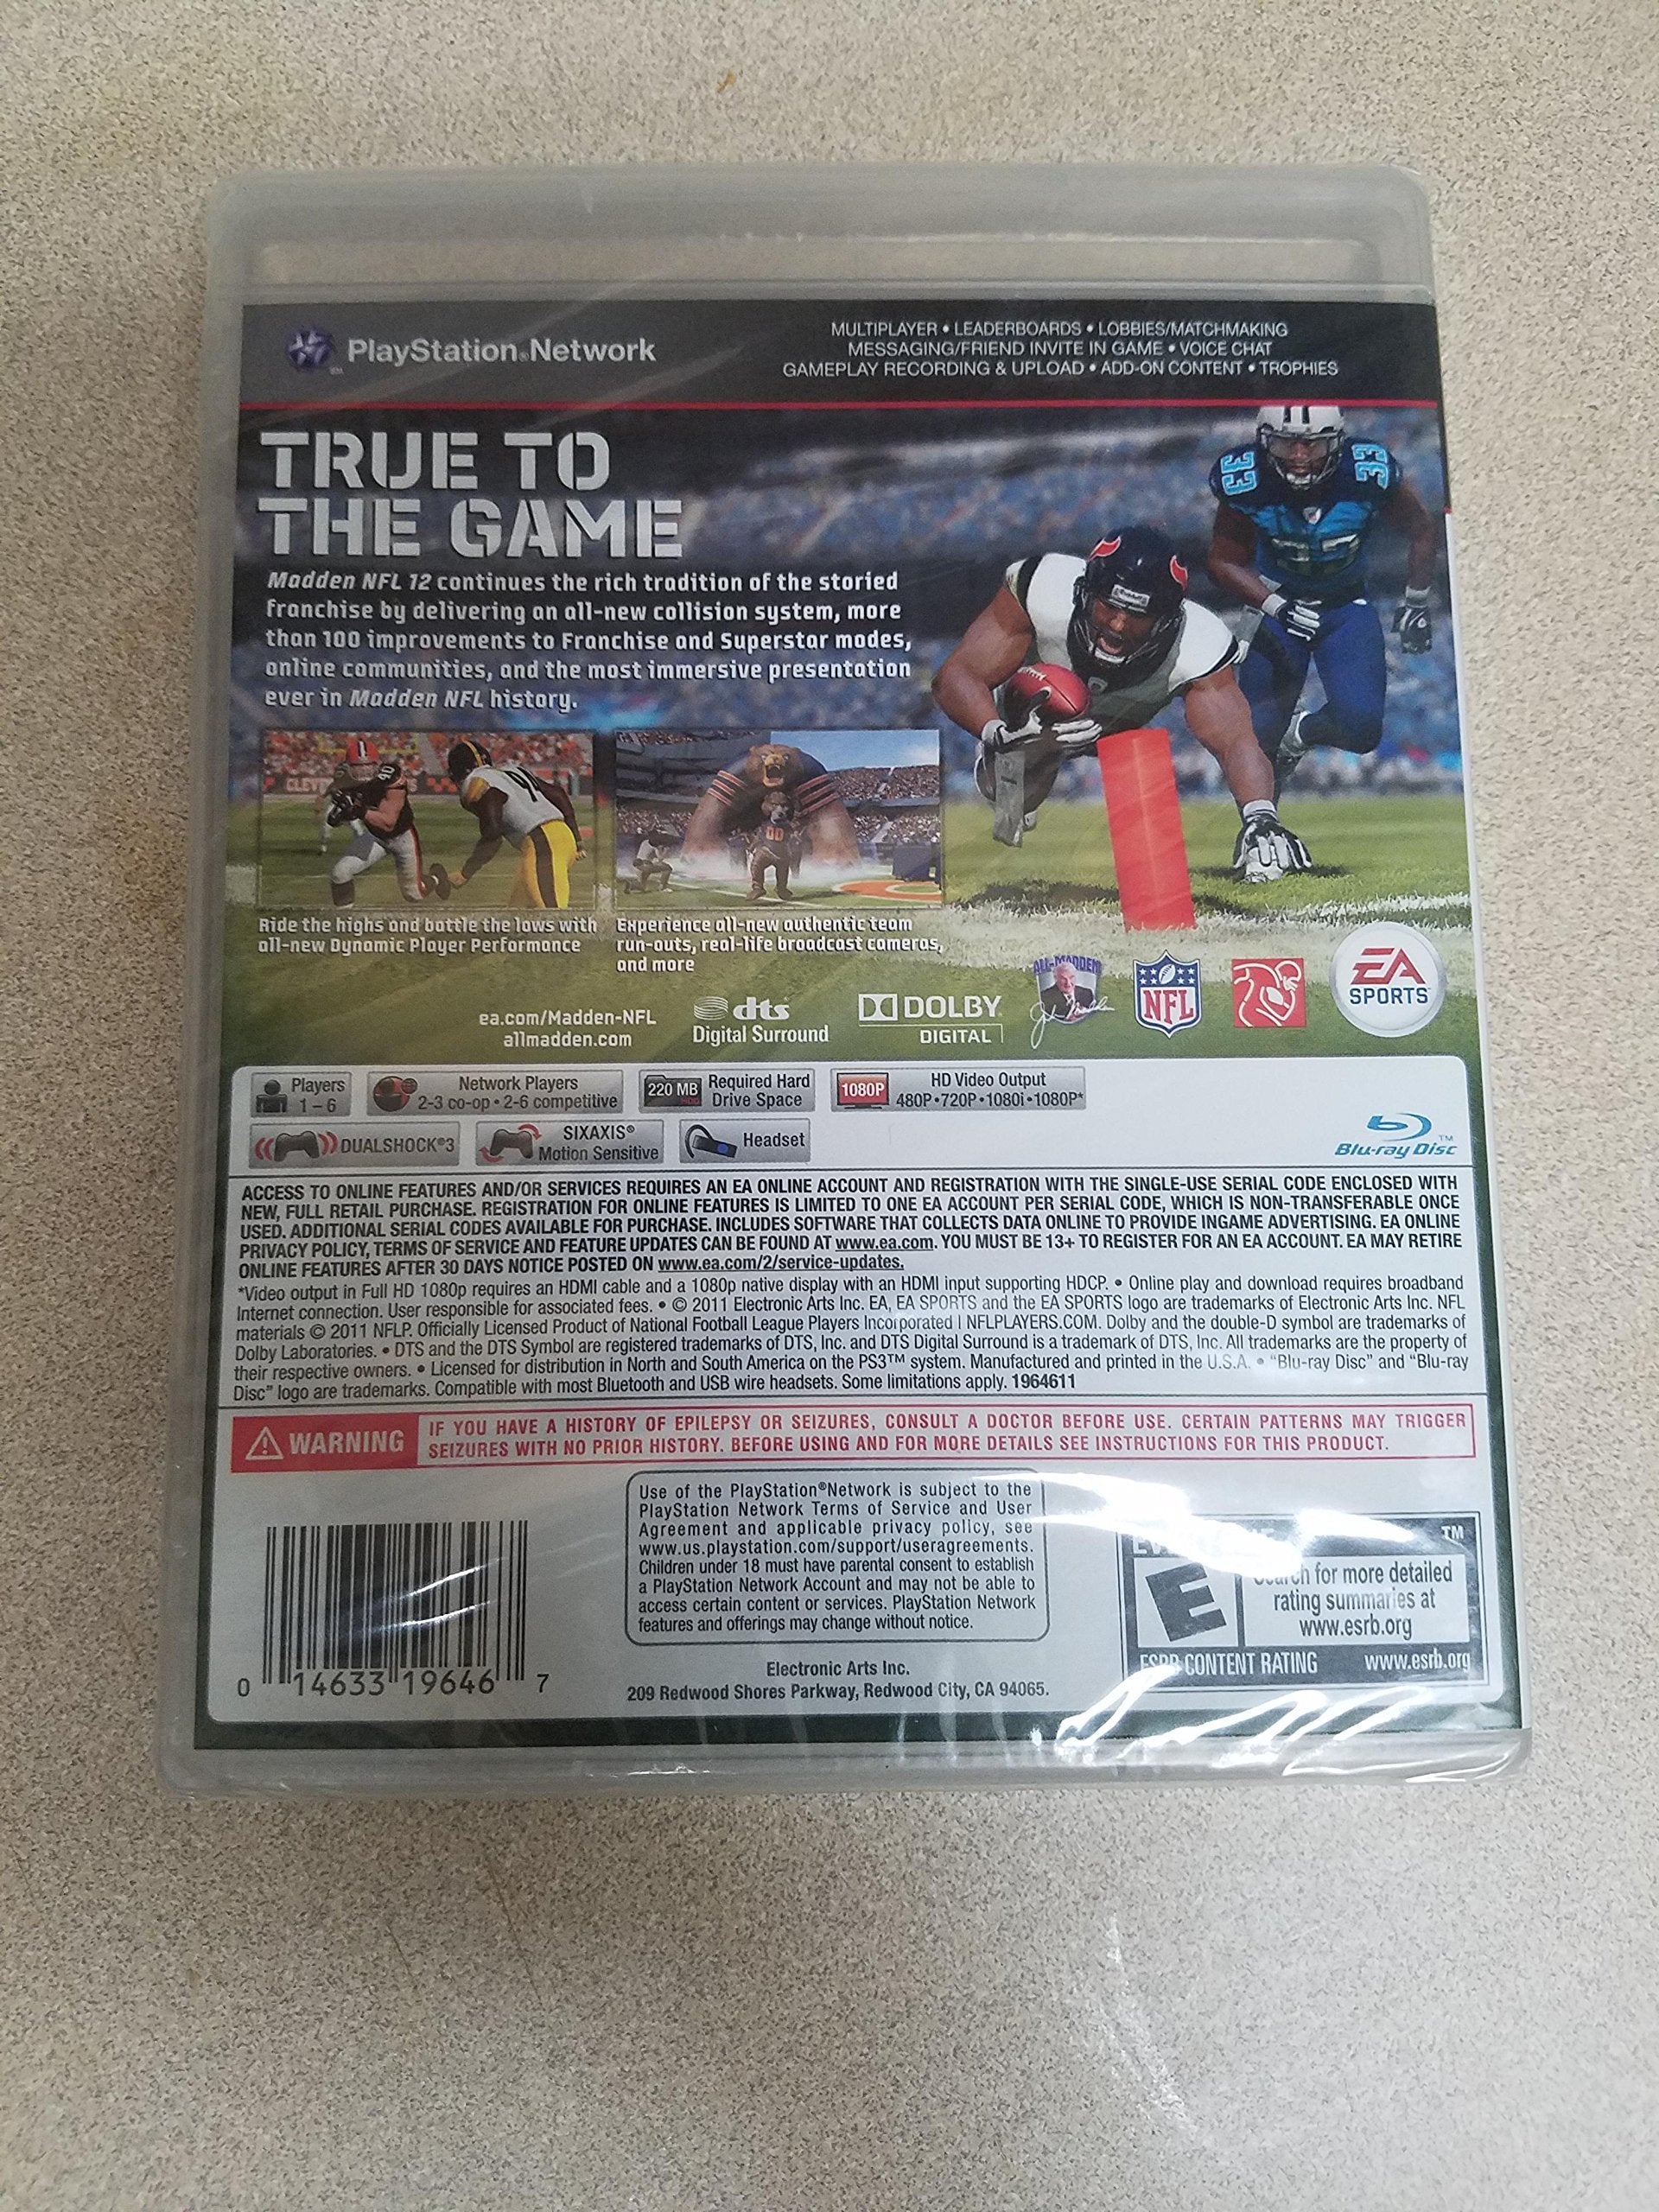 PlayStation®Network
MULTIPLAYER • LEADERBOARDS • LOBBIES/MATCHMAKING
MESSAGING/FRIEND INVITE IN GAME • VOICE CHAT
GAMEPLAY RECORDING & UPLOAD • ADD-ON CONTENT • TROPHIES
TRUE TO
THE GAME
Madden NFL 12 continues the rich tradition of the storied
franchise by delivering an all-new collision system, more
than 100 improvements to Franchise and Superstar modes,
online communities, and the most immersive presentation
ever in Madden NFL history.
33
33
33
Ride the highs and battle the lows with
all-new Dynamic Player Performance
00
Experience all-new authentic team
run-outs, real-life broadcast cameras,
and more
ea.com/Madden-NFL
allmadden.com
dts
Digital Surround
DOLBY
DIGITAL
ALL-MADDEN
NFL
EA
SPORTS
Players
1 – 6
Network Players
2-3 co-op • 2-6 competitive
220 MB
Required Hard
Drive Space
1080P
HD Video Output
480P•720P•1080i•1080P*
DUALSHOCK®3
SIXAXIS®
Motion Sensitive
Headset
Blu-ray Disc™
ACCESS TO ONLINE FEATURES AND/OR SERVICES REQUIRES AN EA ONLINE ACCOUNT AND REGISTRATION WITH THE SINGLE-USE SERIAL CODE ENCLOSED WITH
NEW, FULL RETAIL PURCHASE. REGISTRATION FOR ONLINE FEATURES IS LIMITED TO ONE EA ACCOUNT PER SERIAL CODE, WHICH IS NON-TRANSFERABLE ONCE
USED. ADDITIONAL SERIAL CODES AVAILABLE FOR PURCHASE. INCLUDES SOFTWARE THAT COLLECTS DATA ONLINE TO PROVIDE INGAME ADVERTISING. EA ONLINE
PRIVACY POLICY, TERMS OF SERVICE AND FEATURE UPDATES CAN BE FOUND AT www.ea.com. YOU MUST BE 13+ TO REGISTER FOR AN EA ACCOUNT. EA MAY RETIRE
ONLINE FEATURES AFTER 30 DAYS NOTICE POSTED ON www.ea.com/2/service-updates.
*Video output in Full HD 1080p requires an HDMI cable and a 1080p native display with an HDMI input supporting HDCP. • Online play and download requires broadband
Internet connection. User responsible for associated fees. • © 2011 Electronic Arts Inc. EA, EA SPORTS and the EA SPORTS logo are trademarks of Electronic Arts Inc. NFL
materials © 2011 NFLP. Officially Licensed Product of National Football League Players Incorporated | NFLPLAYERS.COM. Dolby and the double-D symbol are trademarks of
Dolby Laboratories. • DTS and the DTS Symbol are registered trademarks of DTS, Inc. and DTS Digital Surround is a trademark of DTS, Inc. All trademarks are the property of
their respective owners. • Licensed for distribution in North and South America on the PS3™ system. Manufactured and printed in the U.S.A. • "Blu-ray Disc" and "Blu-ray
Disc" logo are trademarks. Compatible with most Bluetooth and USB wire headsets. Some limitations apply. 1964611
WARNING
IF YOU HAVE A HISTORY OF EPILEPSY OR SEIZURES, CONSULT A DOCTOR BEFORE USE. CERTAIN PATTERNS MAY TRIGGER
SEIZURES WITH NO PRIOR HISTORY. BEFORE USING AND FOR MORE DETAILS SEE INSTRUCTIONS FOR THIS PRODUCT.
0 14633 19646 7
Use of the PlayStation®Network is subject to the
PlayStation Network Terms of Service and User
Agreement and applicable privacy policy, see
www.us.playstation.com/support/useragreements.
Children under 18 must have parental consent to establish
a PlayStation Network Account and may not be able to
access certain content or services. PlayStation Network
features and offerings may change without notice.
Electronic Arts Inc.
209 Redwood Shores Parkway, Redwood City, CA 94065.
TM
E
Search for more detailed
rating summaries at
www.esrb.org
ESRB CONTENT RATING www.esrb.org